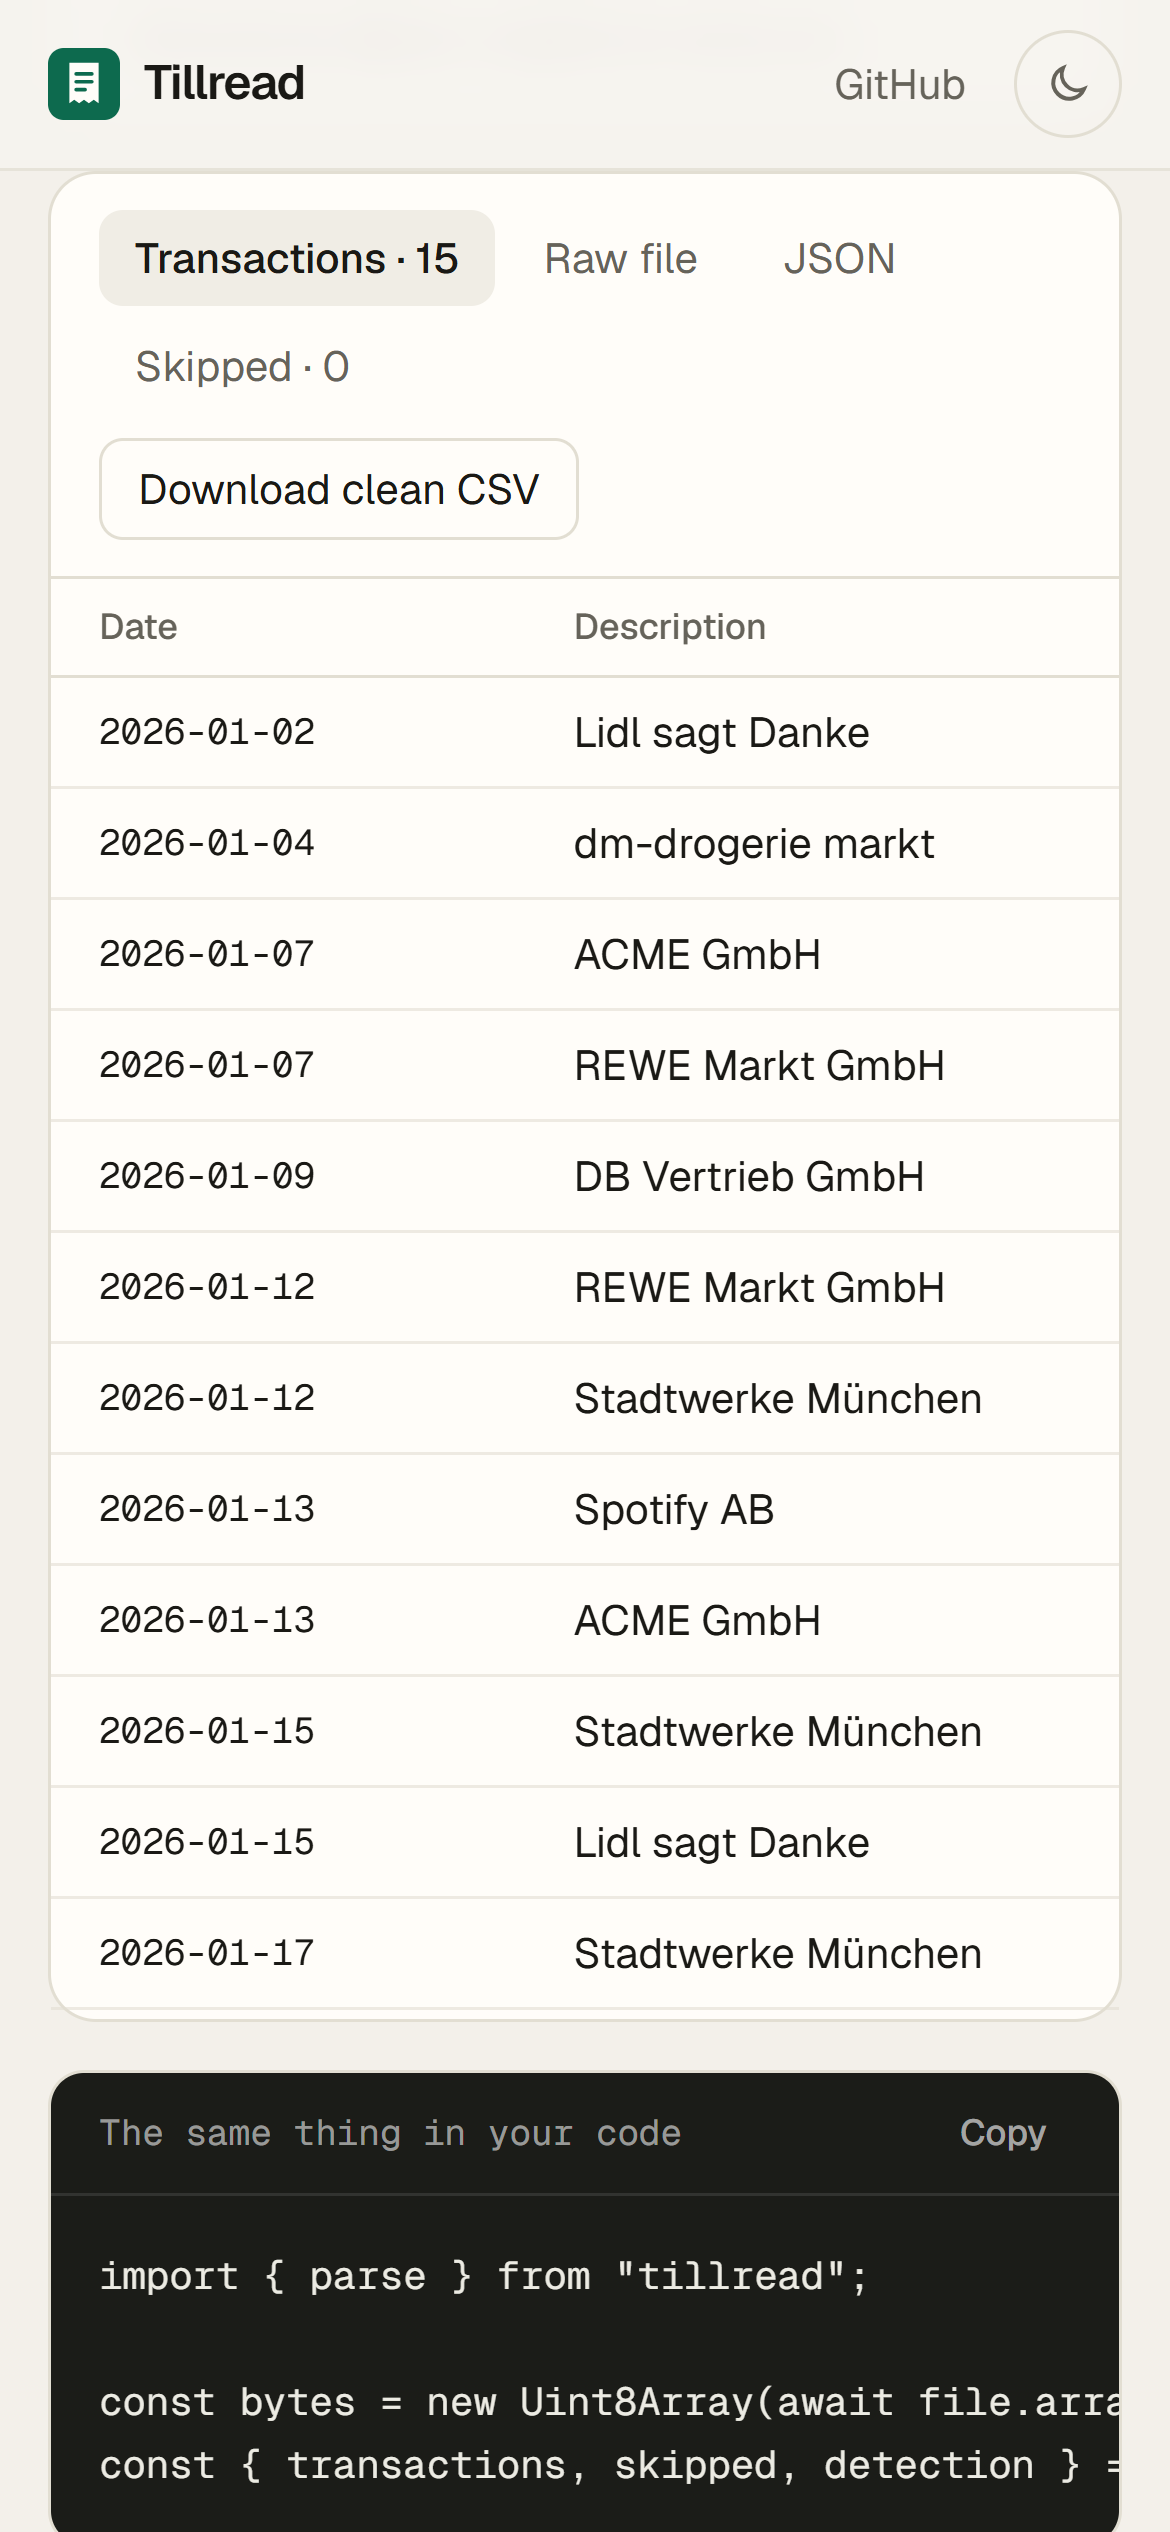 Tillread GitHub
Transactions · 15 Raw file JSON
Skipped · 0
Download clean CSV
Date Description
2026-01-02 Lidl sagt Danke
2026-01-04 dm-drogerie markt
2026-01-07 ACME GmbH
2026-01-07 REWE Markt GmbH
2026-01-09 DB Vertrieb GmbH
2026-01-12 REWE Markt GmbH
2026-01-12 Stadtwerke München
2026-01-13 Spotify AB
2026-01-13 ACME GmbH
2026-01-15 Stadtwerke München
2026-01-15 Lidl sagt Danke
2026-01-17 Stadtwerke München
The same thing in your code Copy
import { parse } from "tillread";
const bytes = new Uint8Array(await file.arra
const { transactions, skipped, detection } =